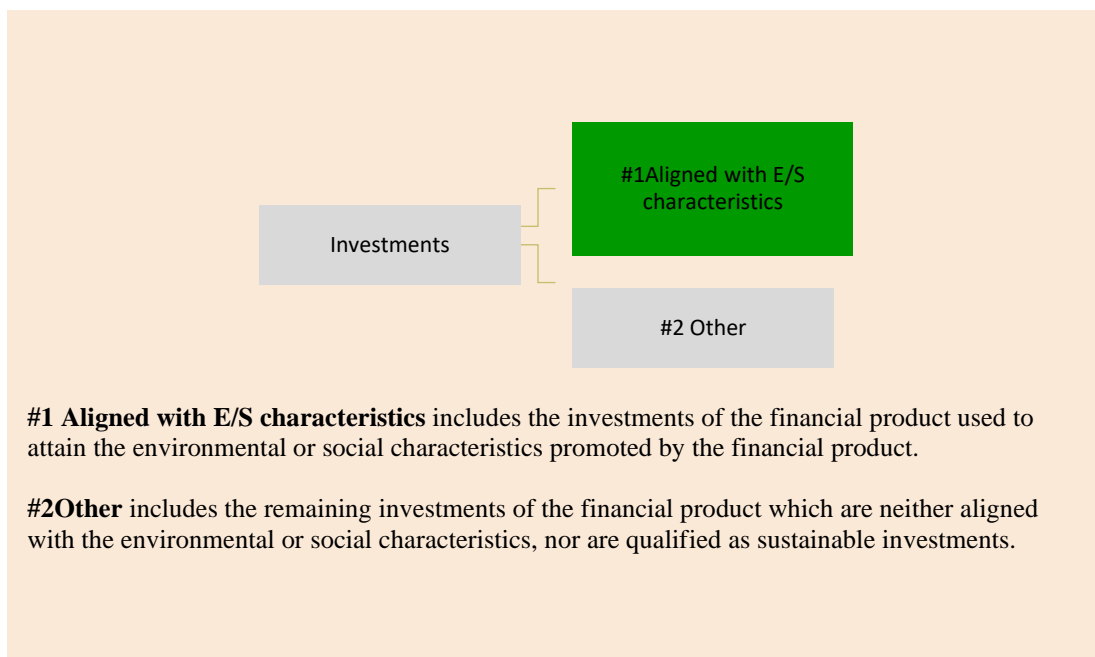 #1Aligned with E/S
characteristics
Investments
#2 Other
#1 Aligned with E/S characteristics includes the investments of the financial product used to
attain the environmental or social characteristics promoted by the financial product.
#2Other includes the remaining investments of the financial product which are neither aligned
with the environmental or social characteristics, nor are qualified as sustainable investments.